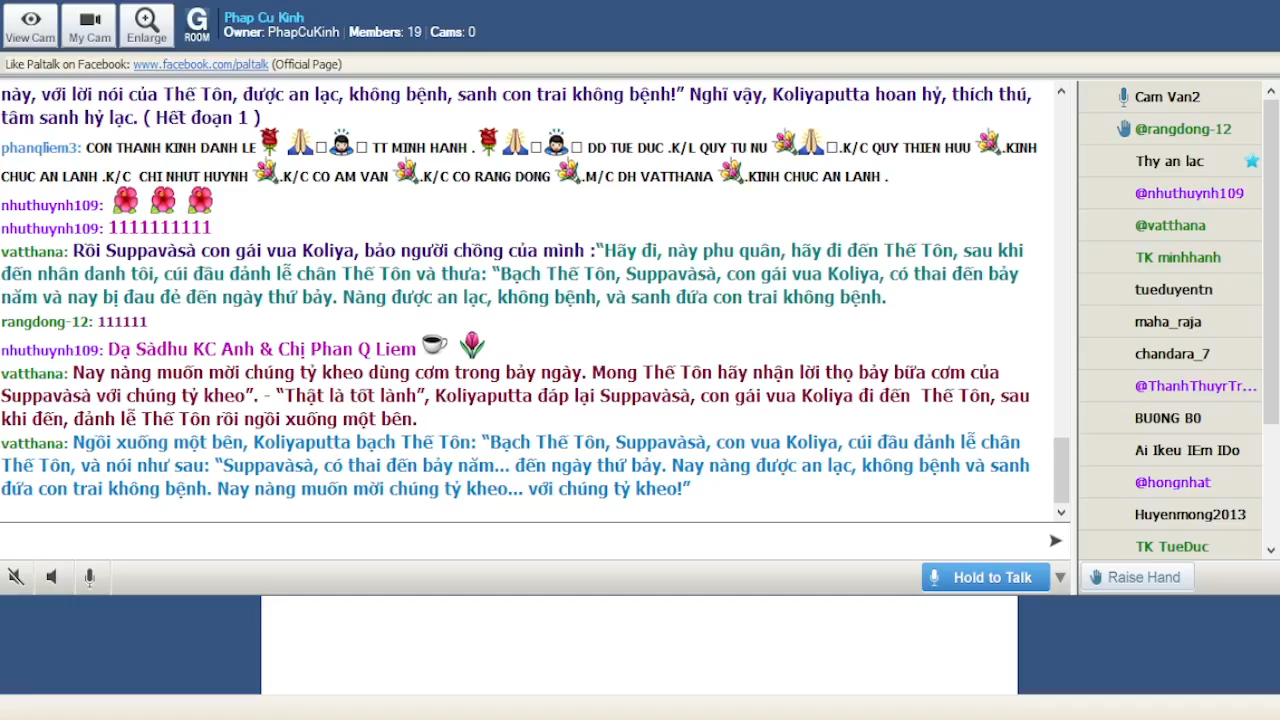 View Cam
My Cam
Enlarge
G
ROOM
Phap Cu Kinh
Owner: PhapCuKinh | Members: 19 | Cams: 0
Like Paltalk on Facebook: www.facebook.com/paltalk (Official Page)
này, với lời nói của Thế Tôn, được an lạc, không bệnh, sanh con trai không bệnh!” Nghĩ vậy, Koliyaputta hoan hỷ, thích thú,
tâm sanh hỷ lạc. ( Hết đoạn 1 )
phanqliem3: CON THANH KINH DANH LE TT MINH HANH . DD TUE DUC .K/L QUY TU NU .K/C QUY THIEN HUU .KINH
CHUC AN LANH .K/C CHI NHUT HUYNH .K/C CO AM VAN .K/C CO RANG DONG .M/C DH VATTHANA .KINH CHUC AN LANH .
nhuthuynh109:
nhuthuynh109: 1111111111
vatthana: Rồi Suppavàsà con gái vua Koliya, bảo người chồng của mình :“Hãy đi, này phu quân, hãy đi đến Thế Tôn, sau khi
đến nhân danh tôi, cúi đầu đảnh lễ chân Thế Tôn và thưa: “Bạch Thế Tôn, Suppavàsà, con gái vua Koliya, có thai đến bảy
năm và nay bị đau đẻ đến ngày thứ bảy. Nàng được an lạc, không bệnh, và sanh đứa con trai không bệnh.
rangdong-12: 111111
nhuthuynh109: Dạ Sàdhu KC Anh & Chị Phan Q Liem
vatthana: Nay nàng muốn mời chúng tỷ kheo dùng cơm trong bảy ngày. Mong Thế Tôn hãy nhận lời thọ bảy bữa cơm của
Suppavàsà với chúng tỷ kheo”. - “Thật là tốt lành”, Koliyaputta đáp lại Suppavàsà, con gái vua Koliya đi đến  Thế Tôn, sau
khi đến, đảnh lễ Thế Tôn rồi ngồi xuống một bên.
vatthana: Ngồi xuống một bên, Koliyaputta bạch Thế Tôn: “Bạch Thế Tôn, Suppavàsà, con vua Koliya, cúi đầu đảnh lễ chân
Thế Tôn, và nói như sau: “Suppavàsà, có thai đến bảy năm... đến ngày thứ bảy. Nay nàng được an lạc, không bệnh và sanh
đứa con trai không bệnh. Nay nàng muốn mời chúng tỷ kheo... với chúng tỷ kheo!”
Hold to Talk
Cam Van2
@rangdong-12
Thy an lac
@nhuthuynh109
@vatthana
TK minhhanh
tueduyentn
maha_raja
chandara_7
@ThanhThuyrTr...
BU0NG B0
Ai Ikeu IEm IDo
@hongnhat
Huyenmong2013
TK TueDuc
Raise Hand